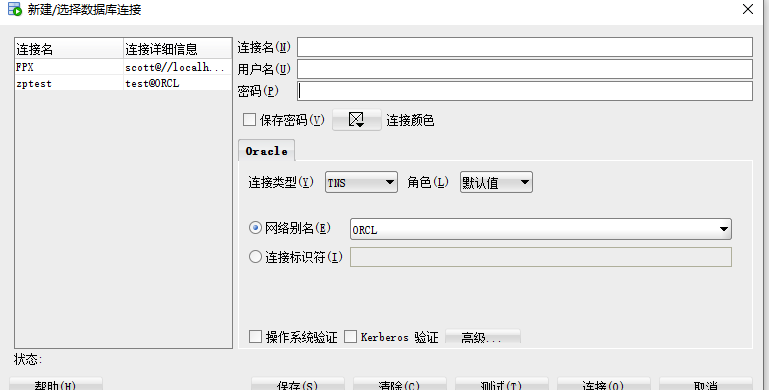 新建/选择数据库连接
连接名 连接详细信息
FPX scott@//localh...
zptest test@ORCL
连接名(N)
用户名(U)
密码(P)
保存密码(V) 连接颜色
Oracle
连接类型(Y) TNS 角色(L) 默认值
网络别名(E) ORCL
连接标识符(I)
操作系统验证 Kerberos 验证 高级...
状态:
帮助(H) 保存(S) 清除(C) 测试(T) 连接(O) 取消